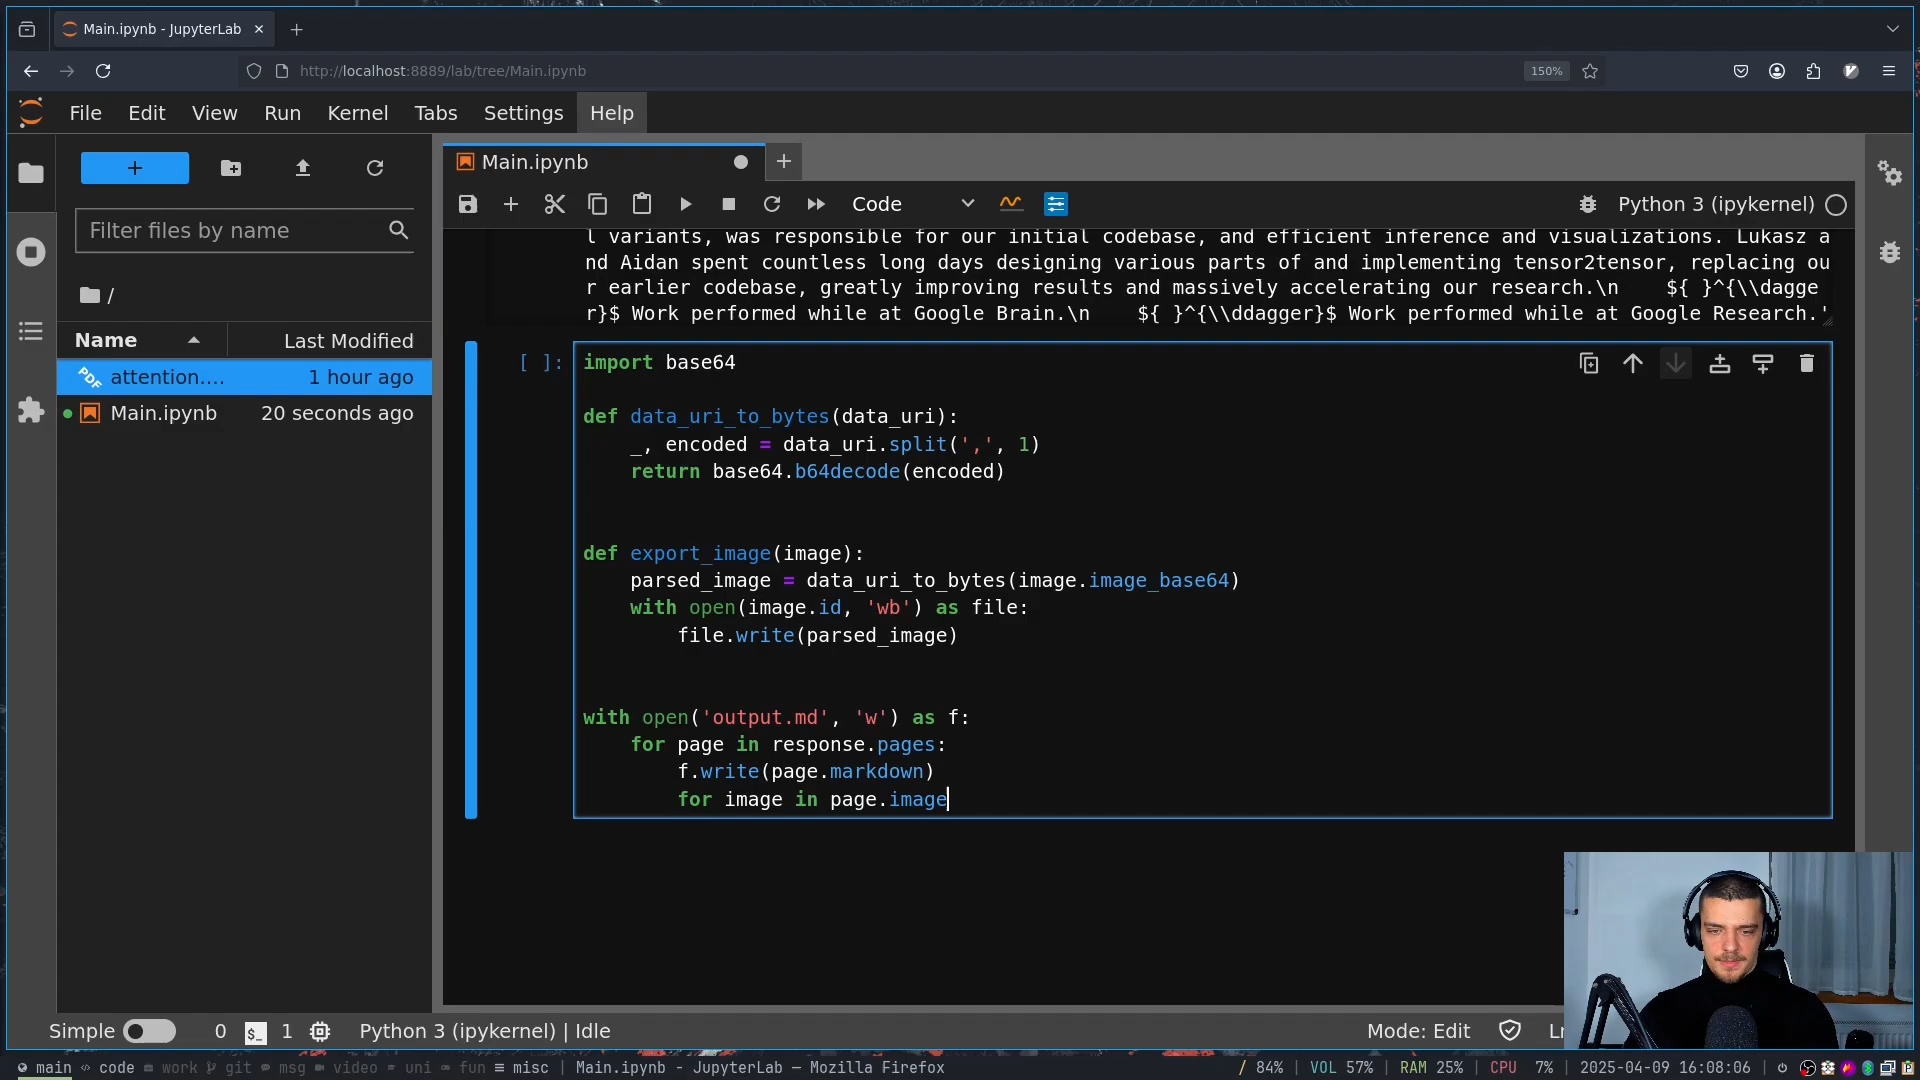 Main.ipynb - JupyterLab
http://localhost:8889/lab/tree/Main.ipynb
150%
File Edit View Run Kernel Tabs Settings Help
Main.ipynb
Code
Python 3 (ipykernel)
Filter files by name
/
Name Last Modified
PDF attention.... 1 hour ago
Main.ipynb 20 seconds ago
l variants, was responsible for our initial codebase, and efficient inference and visualizations. Lukasz a
nd Aidan spent countless long days designing various parts of and implementing tensor2tensor, replacing ou
r earlier codebase, greatly improving results and massively accelerating our research.\n    ${ }^{\\dagge
r}$ Work performed while at Google Brain.\n    ${ }^{\\ddagger}$ Work performed while at Google Research.'
[ ]: import base64
def data_uri_to_bytes(data_uri):
    _, encoded = data_uri.split(',', 1)
    return base64.b64decode(encoded)
def export_image(image):
    parsed_image = data_uri_to_bytes(image.image_base64)
    with open(image.id, 'wb') as file:
        file.write(parsed_image)
with open('output.md', 'w') as f:
    for page in response.pages:
        f.write(page.markdown)
        for image in page.image
Simple 0 $_ 1 Python 3 (ipykernel) | Idle
Mode: Edit
main code work git msg video uni fun misc | Main.ipynb - JupyterLab — Mozilla Firefox
/ 84% | VOL 57% | RAM 25% | CPU 7% | 2025-04-09 16:08:06